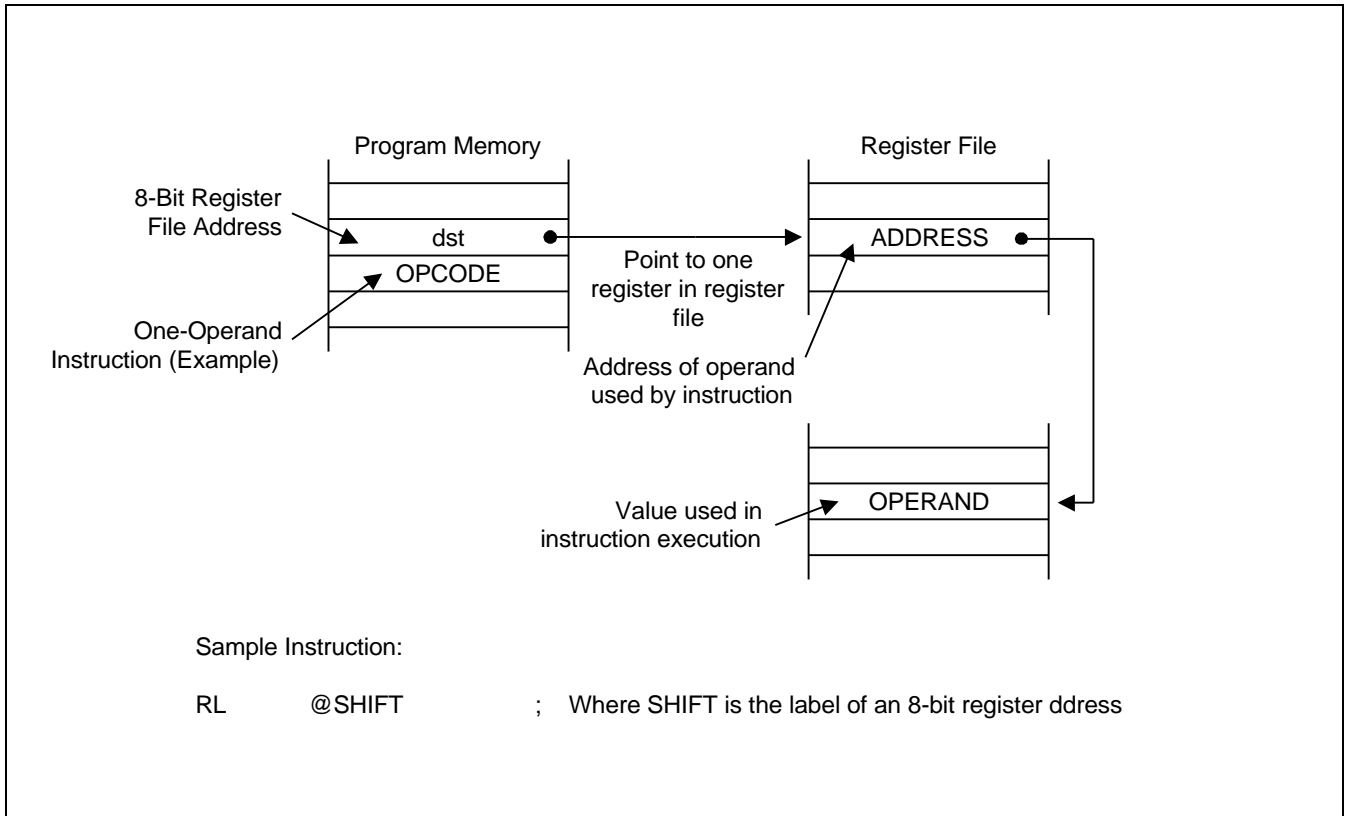 Program Memory
Register File
8-Bit Register
File Address
dst
OPCODE
One-Operand
Instruction (Example)
Point to one
register in register
file
ADDRESS
Address of operand
used by instruction
OPERAND
Value used in
instruction execution
Sample Instruction:
RL @SHIFT ; Where SHIFT is the label of an 8-bit register ddress